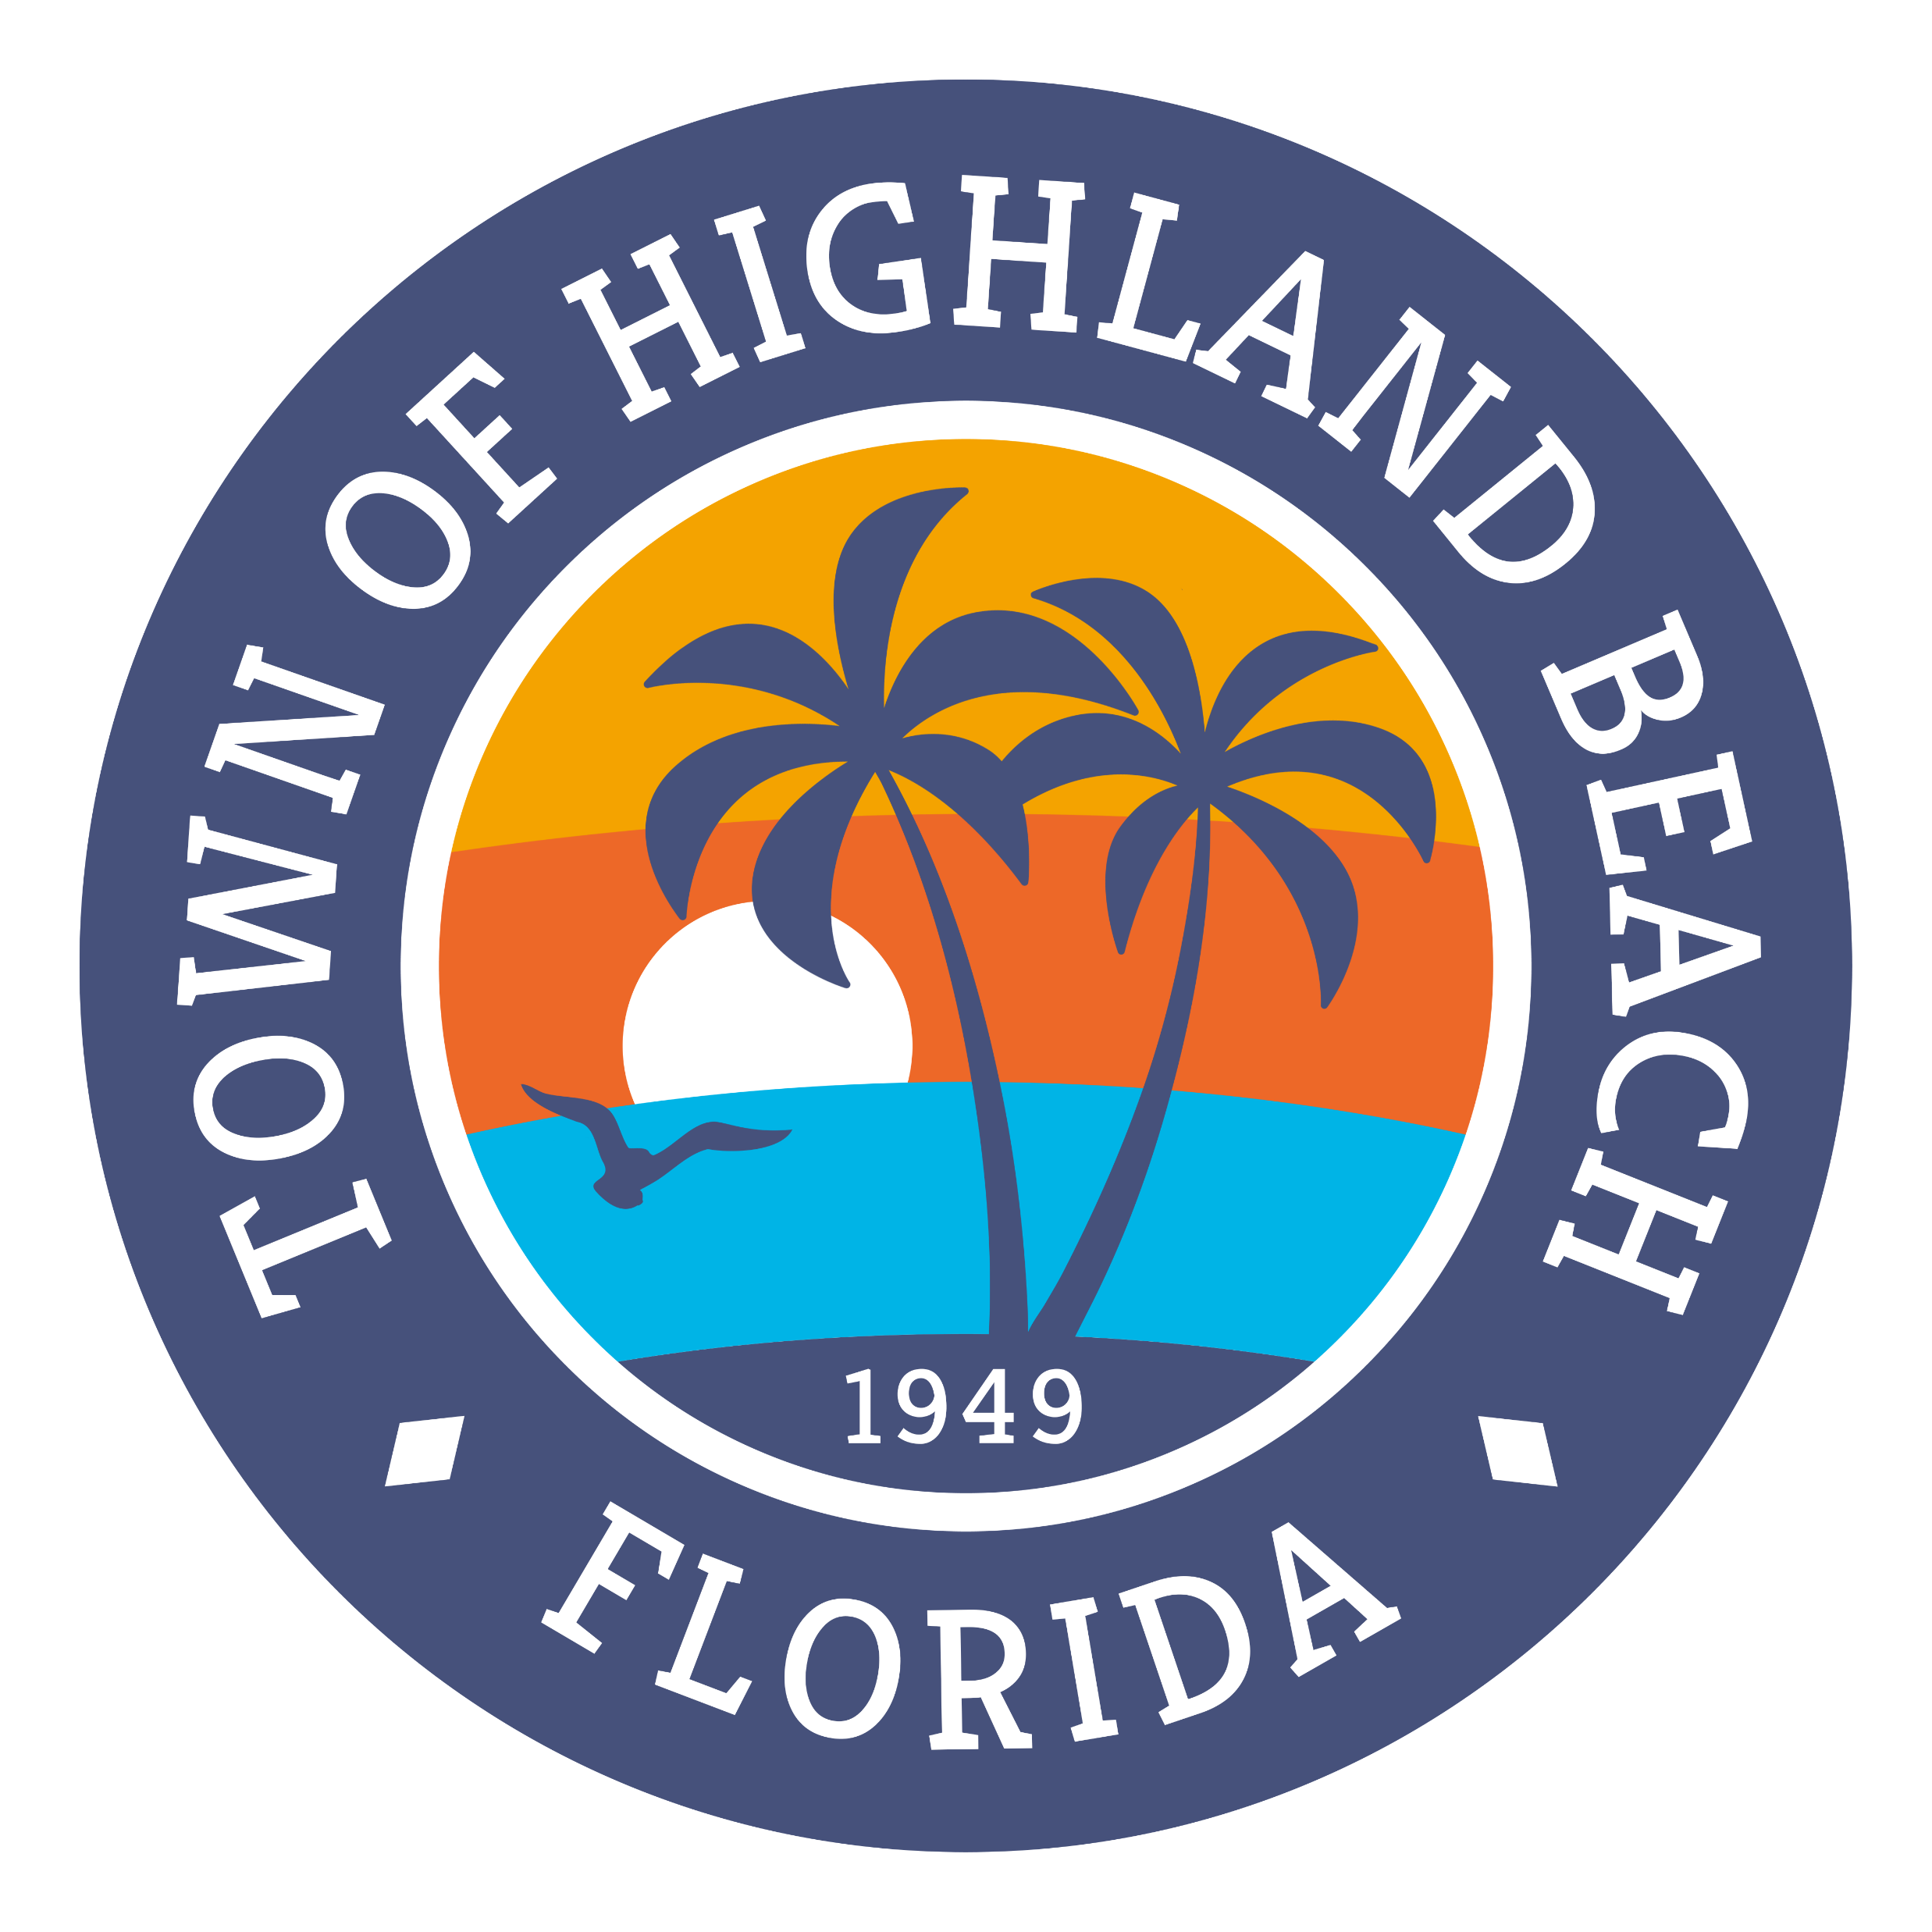 TOWN OF HIGHLAND BEACH
1949
FLORIDA